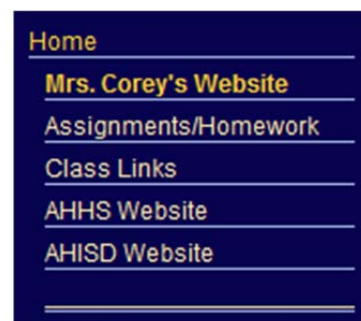 Home
Mrs. Corey's Website
Assignments/Homework
Class Links
AHHS Website
AHISD Website